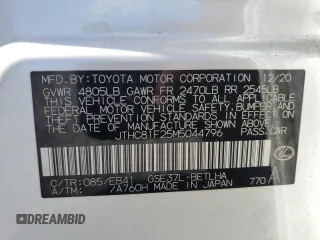 MFD.BY: TOYOTA MOTOR CORPORATION 12/20
GVWR 4805LB GAWR FR 2470LB RR 2545LB
THIS VEHICLE CONFORMS TO ALL APPLICABLE
FEDERAL MOTOR VEHICLE SAFETY,
BUMPER, AND THEFT PREVENTION
STANDARDS IN EFFECT ON THE DATE OF
MANUFACTURE SHOWN ABOVE.
JTHC81F25M5044796 PASS.CAR
C/TR:085/EB41 GSE37L-BETLHA
A/TM: /A760H MADE IN JAPAN 770 A